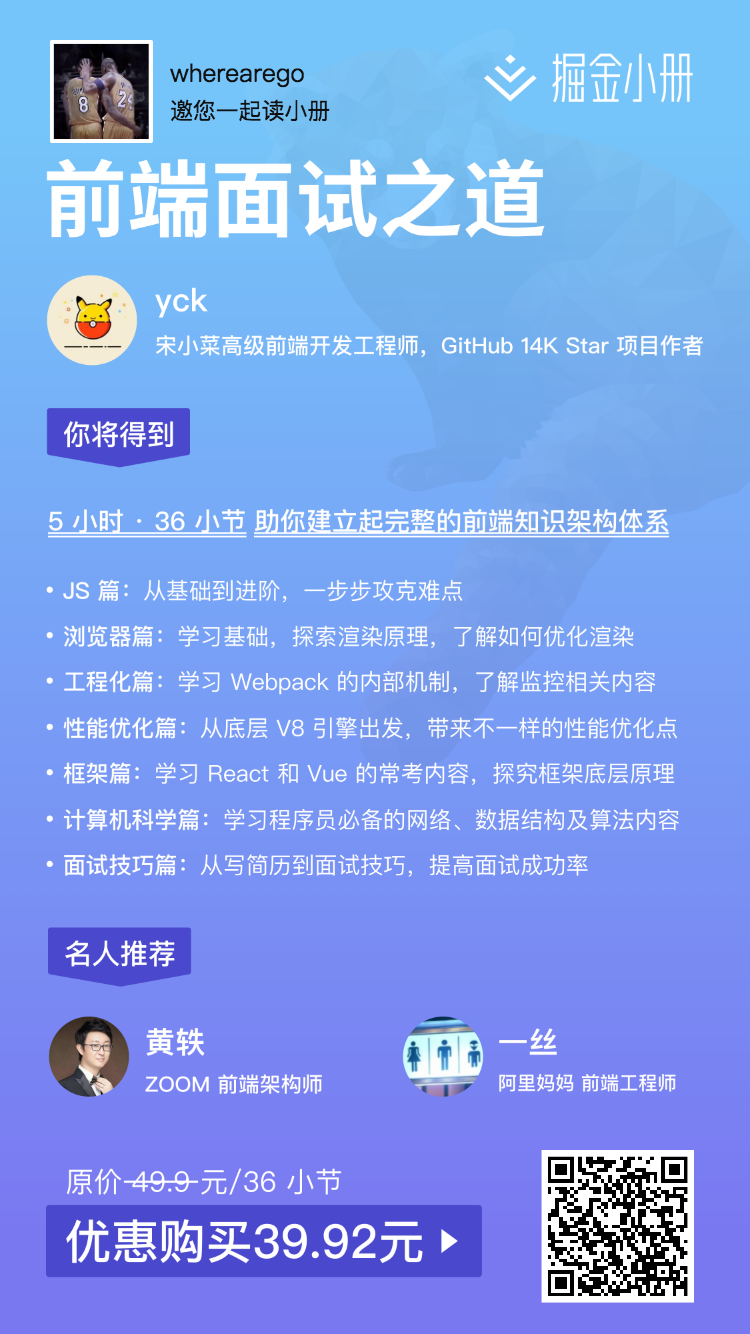 wherearego
邀您一起读小册
掘金小册
8
24
前端面试之道
yck
宋小菜高级前端开发工程师，GitHub 14K Star 项目作者
你将得到
5 小时 · 36 小节 助你建立起完整的前端知识架构体系
• JS 篇：从基础到进阶，一步步攻克难点
• 浏览器篇：学习基础，探索渲染原理，了解如何优化渲染
• 工程化篇：学习 Webpack 的内部机制，了解监控相关内容
• 性能优化篇：从底层 V8 引擎出发，带来不一样的性能优化点
• 框架篇：学习 React 和 Vue 的常考内容，探究框架底层原理
• 计算机科学篇：学习程序员必备的网络、数据结构及算法内容
• 面试技巧篇：从写简历到面试技巧，提高面试成功率
名人推荐
黄轶
ZOOM 前端架构师
一丝
阿里妈妈 前端工程师
原价 49.9 元/36 小节
优惠购买39.92元